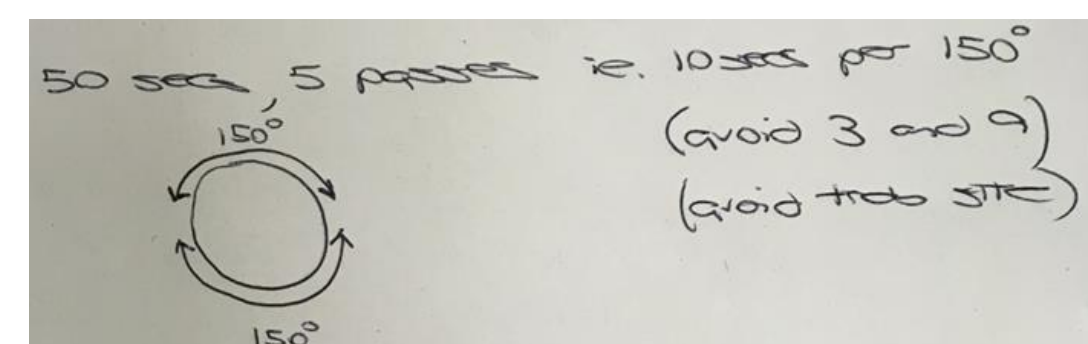 50 secs, 5 passes ie. 10 secs per 150°
(avoid 3 and 9)
(avoid trab site)
150°
150°